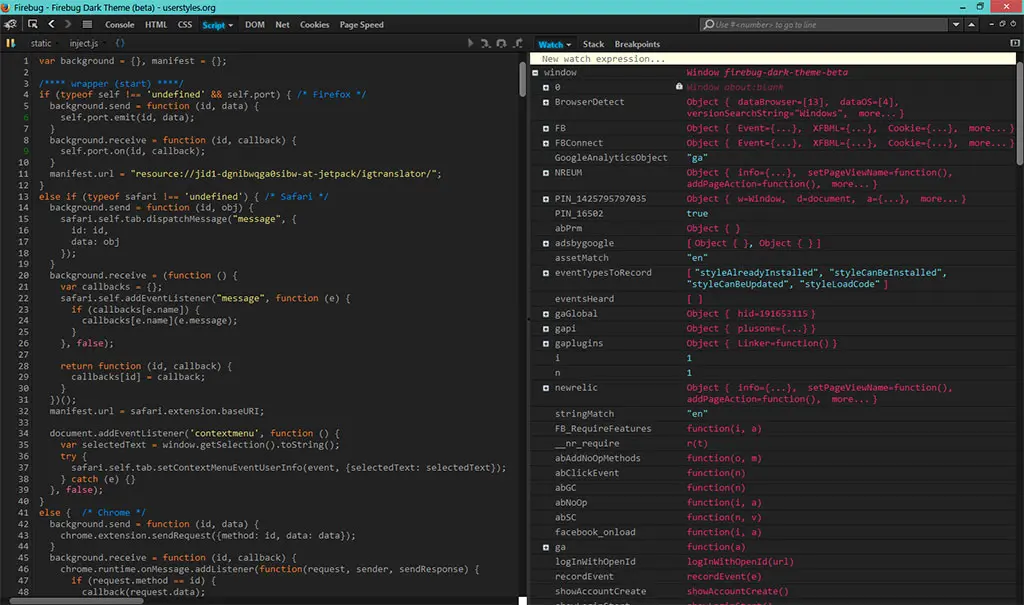 Firebug - Firebug Dark Theme (beta) - userstyles.org
Console HTML CSS Script DOM Net Cookies Page Speed
Use #<number> to go to line
static inject.js {}
1 var background = {}, manifest = {};
2
3 /**** wrapper (start) ****/
4 if (typeof self !== 'undefined' && self.port) { /* Firefox */
5 background.send = function (id, data) {
6 self.port.emit(id, data);
7 }
8 background.receive = function (id, callback) {
9 self.port.on(id, callback);
10 }
11 manifest.url = "resource://jid1-dgnibwqga0sibw-at-jetpack/igtranslator/";
12 }
13 else if (typeof safari !== 'undefined') { /* Safari */
14 background.send = function (id, obj) {
15 safari.self.tab.dispatchMessage("message", {
16 id: id,
17 data: obj
18 });
19 }
20 background.receive = (function () {
21 var callbacks = {};
22 safari.self.addEventListener("message", function (e) {
23 if (callbacks[e.name]) {
24 callbacks[e.name](e.message);
25 }
26 }, false);
27
28 return function (id, callback) {
29 callbacks[id] = callback;
30 }
31 })();
32 manifest.url = safari.extension.baseURI;
33
34 document.addEventListener('contextmenu', function () {
35 var selectedText = window.getSelection().toString();
36 try {
37 safari.self.tab.setContextMenuEventUserInfo(event, {selectedText: selectedText});
38 } catch (e) {}
39 }, false);
40 }
41 else { /* Chrome */
42 background.send = function (id, data) {
43 chrome.extension.sendRequest({method: id, data: data});
44 }
45 background.receive = function (id, callback) {
46 chrome.runtime.onMessage.addListener(function(request, sender, sendResponse) {
47 if (request.method == id) {
48 callback(request.data);
Watch Stack Breakpoints
New watch expression...
window Window firebug-dark-theme-beta
0 Window about:blank
BrowserDetect Object { dataBrowser=[13], dataOS=[4],
versionSearchString="Windows", more...}
FB Object { Event={...}, XFBML={...}, Cookie={...}, more...}
FBConnect Object { Event={...}, XFBML={...}, Cookie={...}, more...}
GoogleAnalyticsObject "ga"
NREUM Object { info={...}, setPageViewName=function(),
addPageAction=function(), more...}
PIN_1425795797035 Object { w=Window, d=document, a={...}, more...}
PIN_16502 true
abPrm Object { }
adsbygoogle [ Object { }, Object { } ]
assetMatch "en"
eventTypesToRecord [ "styleAlreadyInstalled", "styleCanBeInstalled",
"styleCanBeUpdated", "styleLoadCode" ]
eventsHeard [ ]
gaGlobal Object { hid=191653115 }
gapi Object { plusone={...} }
gaplugins Object { Linker=function() }
i 1
n 1
newrelic Object { info={...}, setPageViewName=function(),
addPageAction=function(), more...}
stringMatch "en"
FB_RequireFeatures function(i, a)
__nr_require r(t)
abAddNoOpMethods function(o, m)
abClickEvent function(n)
abGC function(n)
abNoOp function(i, a)
abSC function(n, v)
facebook_onload function(i, a)
ga function(a)
logInWithOpenId logInWithOpenId(url)
recordEvent recordEvent(e)
showAccountCreate showAccountCreate()